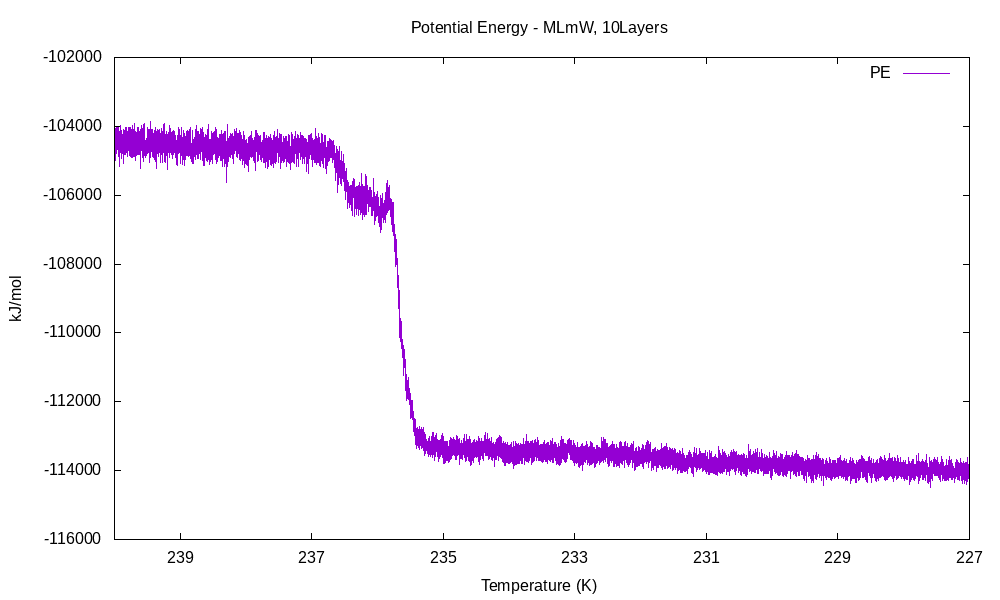 Potential Energy - MLmW, 10Layers
-102000
PE
-104000
-106000
-108000
kJ/mol
-110000
-112000
-114000
-116000
239 237 235 233 231 229 227
Temperature (K)